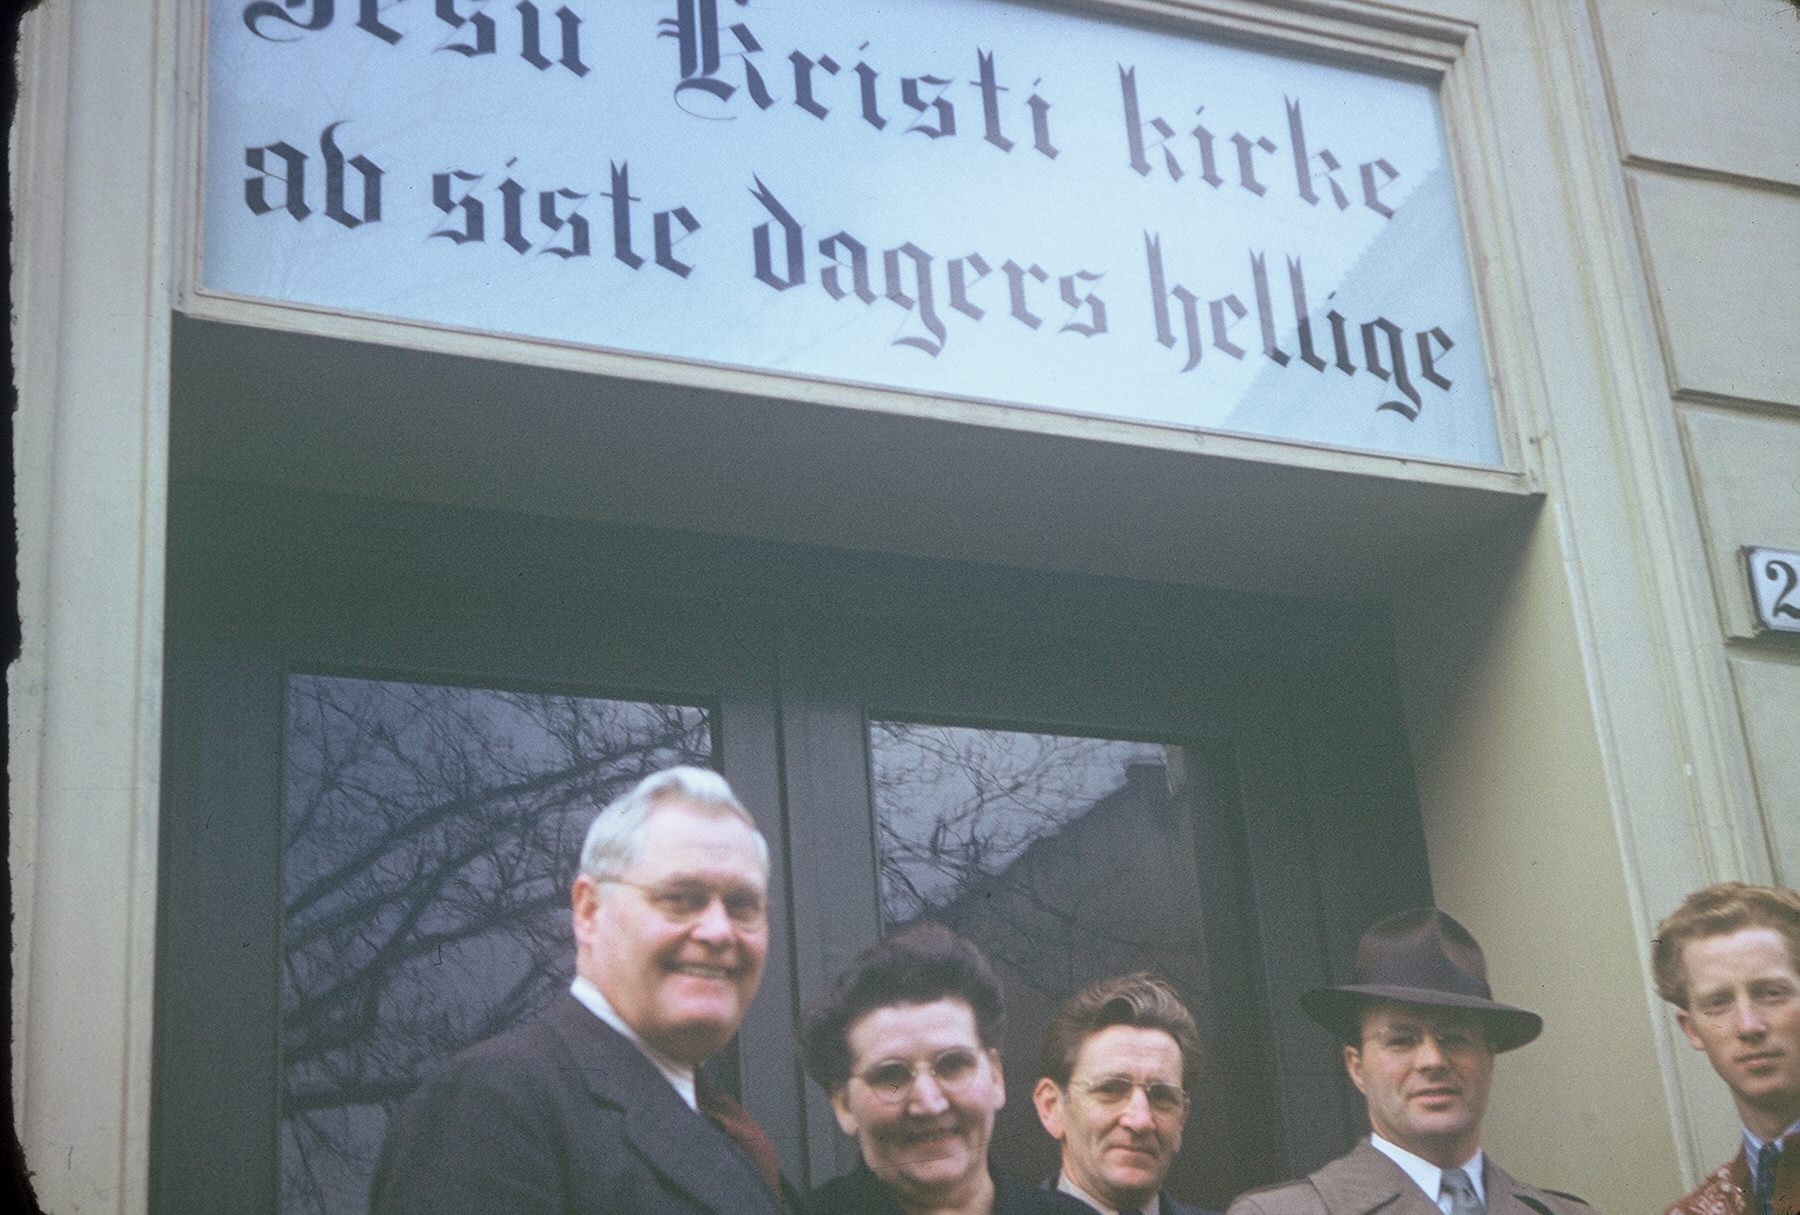 Jesu Kristi kirke
av siste dagers hellige
2